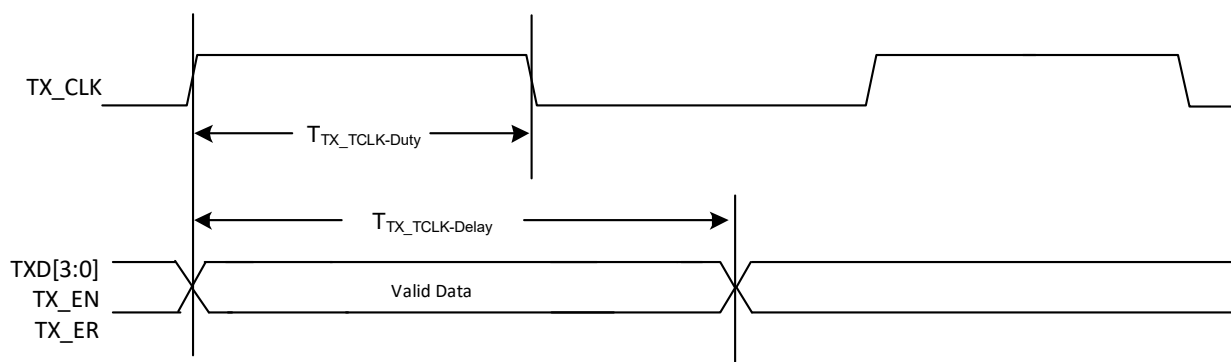 TX_CLK
T_TX_TCLK-Duty
T_TX_TCLK-Delay
TXD[3:0]
TX_EN
Valid Data
TX_ER